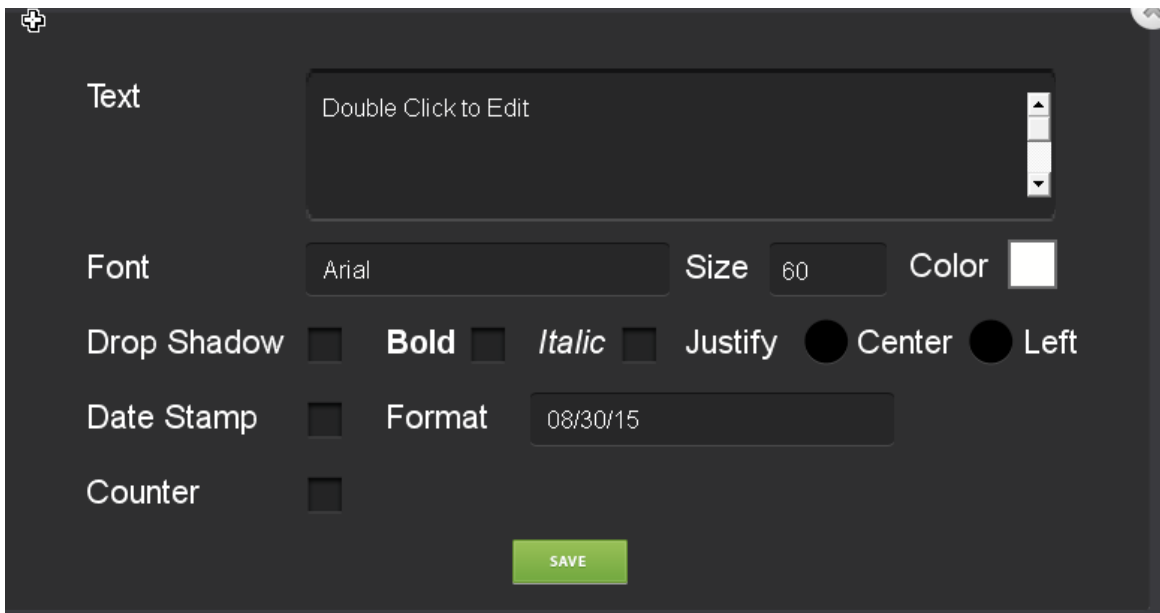 Text
Double Click to Edit
Font Arial Size 60 Color
Drop Shadow Bold Italic Justify Center Left
Date Stamp Format 08/30/15
Counter
SAVE